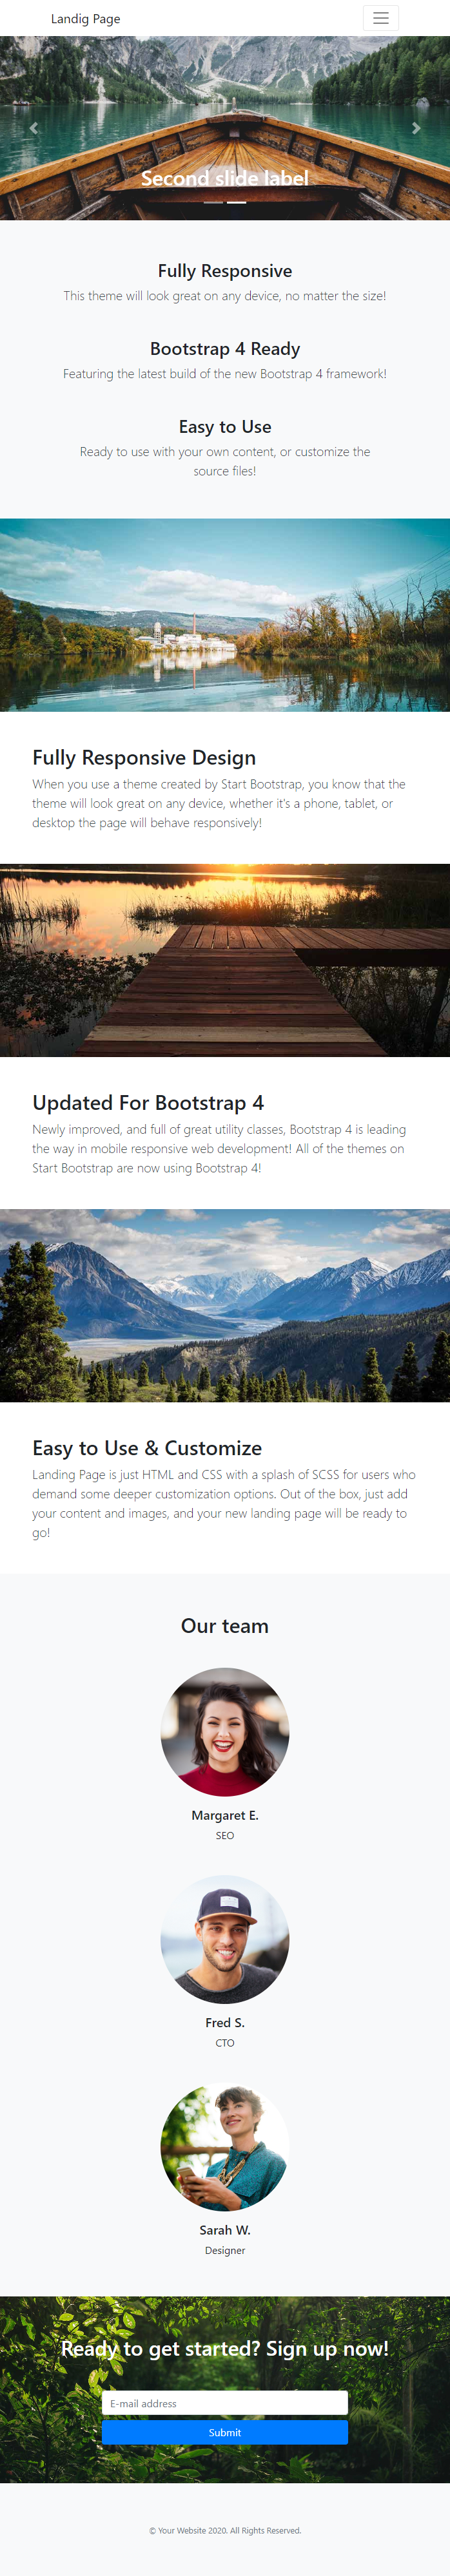 Landig Page
Second slide label
Fully Responsive
This theme will look great on any device, no matter the size!
Bootstrap 4 Ready
Featuring the latest build of the new Bootstrap 4 framework!
Easy to Use
Ready to use with your own content, or customize the
source files!
Fully Responsive Design
When you use a theme created by Start Bootstrap, you know that the
theme will look great on any device, whether it's a phone, tablet, or
desktop the page will behave responsively!
Updated For Bootstrap 4
Newly improved, and full of great utility classes, Bootstrap 4 is leading
the way in mobile responsive web development! All of the themes on
Start Bootstrap are now using Bootstrap 4!
Easy to Use & Customize
Landing Page is just HTML and CSS with a splash of SCSS for users who
demand some deeper customization options. Out of the box, just add
your content and images, and your new landing page will be ready to
go!
Our team
Margaret E.
SEO
Fred S.
CTO
Sarah W.
Designer
Ready to get started? Sign up now!
E-mail address
Submit
© Your Website 2020. All Rights Reserved.